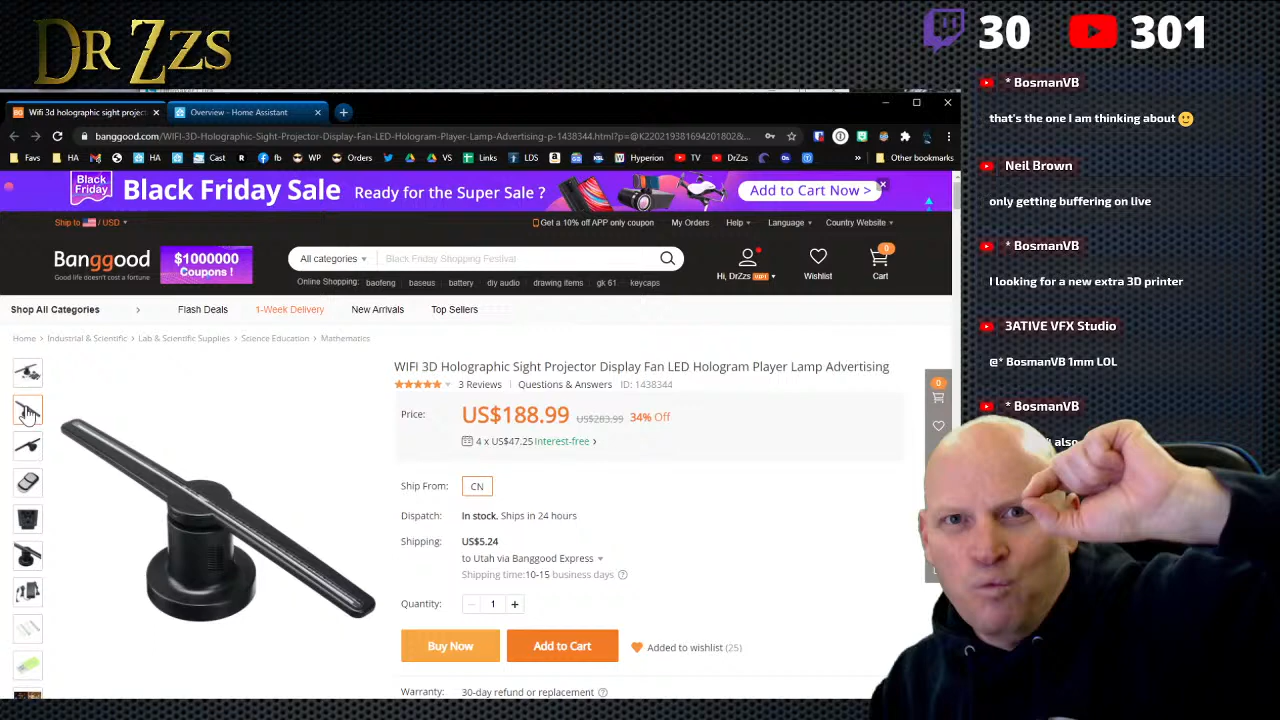 DR ZZS
30
301
Wifi 3d holographic sight project
Overview - Home Assistant
banggood.com/WIFI-3D-Holographic-Sight-Projector-Display-Fan-LED-Hologram-Player-Lamp-Advertising-p-1438344.html?p=@K220219381694201802&...
Favs
HA
HA
Cast
fb
WP
Orders
VS
Links
LDS
Hyperion
TV
DrZzs
Other bookmarks
Black Friday
Black Friday Sale
Ready for the Super Sale ?
Add to Cart Now >
Ship to / USD
Get a 10% off APP only coupon
My Orders
Help
Language
Country Website
Banggood
Good life doesn't cost a fortune
$1000000
Coupons !
All categories
Black Friday Shopping Festival
Online Shopping: baofeng baseus battery diy audio drawing items gk 61 keycaps
Hi, DrZzs
Wishlist
0
Cart
Shop All Categories >
Flash Deals
1-Week Delivery
New Arrivals
Top Sellers
Home > Industrial & Scientific > Lab & Scientific Supplies > Science Education > Mathematics
WIFI 3D Holographic Sight Projector Display Fan LED Hologram Player Lamp Advertising
3 Reviews | Questions & Answers | ID: 1438344
Price: US$188.99 US$283.99 34% Off
4 x US$47.25 Interest-free >
Ship From: CN
Dispatch: In stock. Ships in 24 hours
Shipping: US$5.24
to Utah via Banggood Express
Shipping time: 10-15 business days
Quantity: 1 +
Buy Now
Add to Cart
Added to wishlist (25)
Warranty: 30-day refund or replacement
0
* BosmanVB
that's the one I am thinking about
Neil Brown
only getting buffering on live
* BosmanVB
I looking for a new extra 3D printer
3ATIVE VFX Studio
@* BosmanVB 1mm LOL
* BosmanVB
also